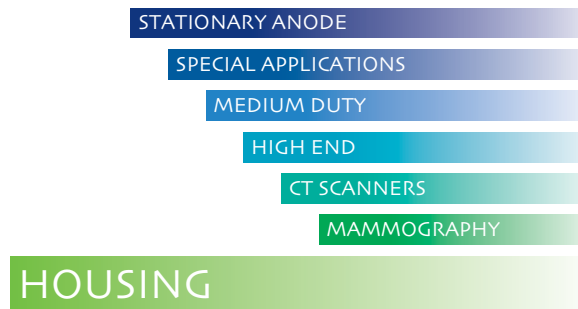 STATIONARY ANODE
SPECIAL APPLICATIONS
MEDIUM DUTY
HIGH END
CT SCANNERS
MAMMOGRAPHY
HOUSING